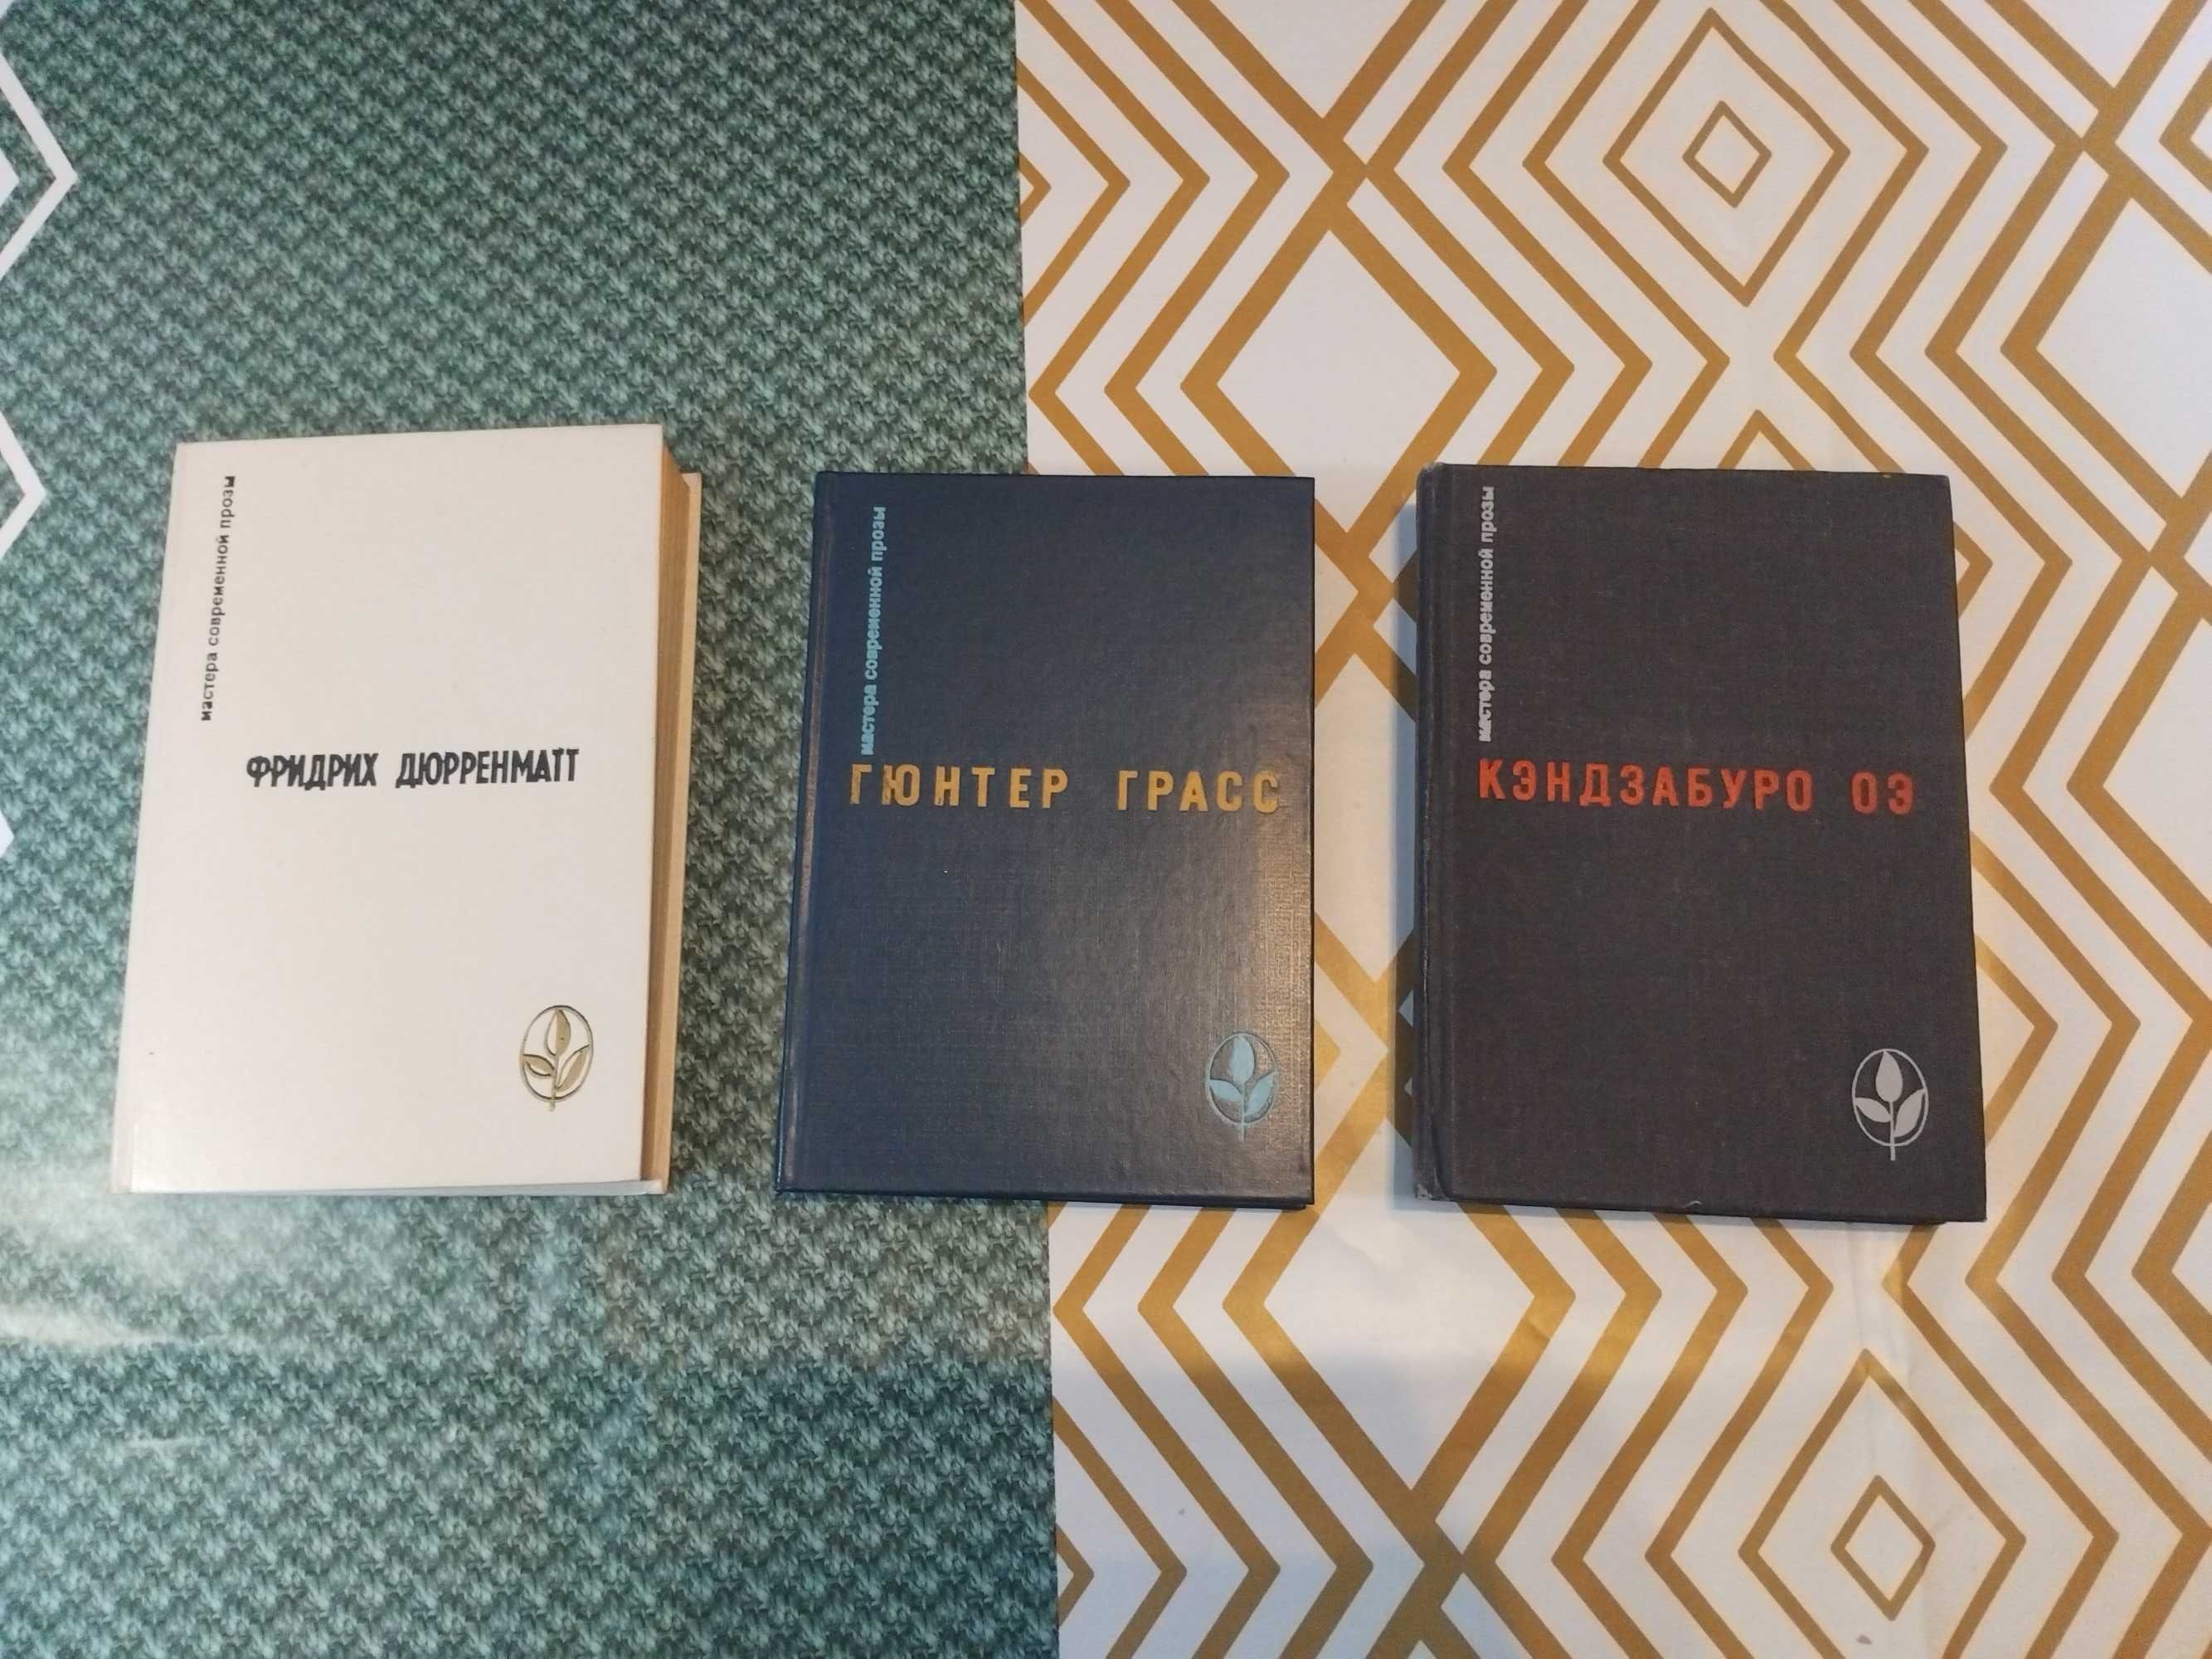 мастера современной прозы
ФРИДРИХ ДЮРРЕНМАТТ
мастера современной прозы
ГЮНТЕР ГРАСС
мастера современной прозы
КЭНДЗАБУРО ОЭ